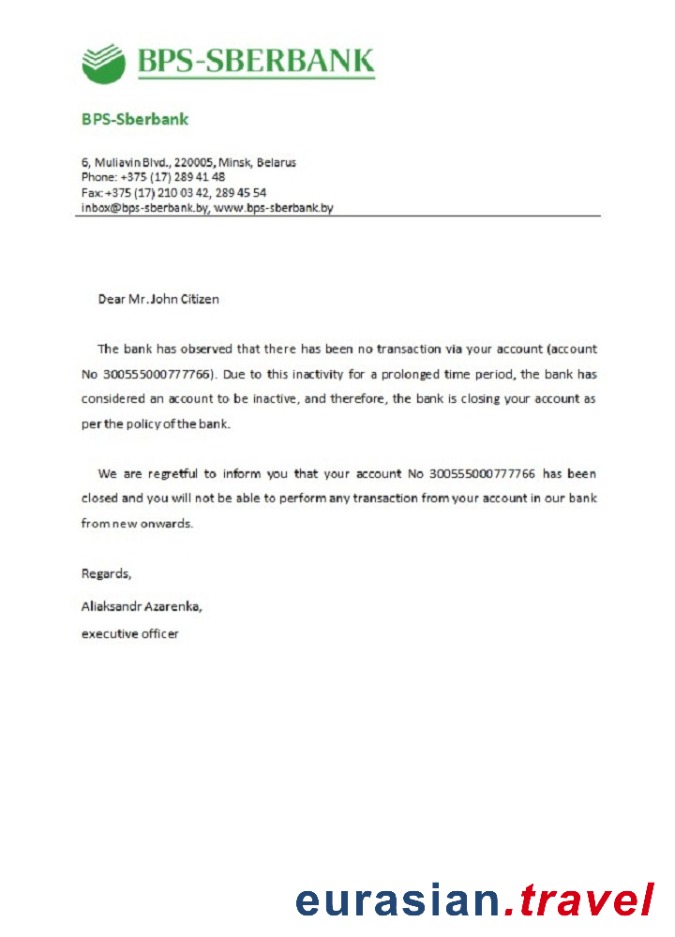 BPS-SBERBANK
BPS-Sberbank
6, Muliavin Blvd., 220005, Minsk, Belarus
Phone: +375 (17) 289 41 48
Fax: +375 (17) 210 03 42, 289 45 54
inbox@bps-sberbank.by, www.bps-sberbank.by
Dear Mr. John Citizen
The bank has observed that there has been no transaction via your account (account
No 300555000777766). Due to this inactivity for a prolonged time period, the bank has
considered an account to be inactive, and therefore, the bank is closing your account as
per the policy of the bank.
We are regretful to inform you that your account No 300555000777766 has been
closed and you will not be able to perform any transaction from your account in our bank
from new onwards.
Regards,
Aliaksandr Azarenka,
executive officer
eurasian.travel